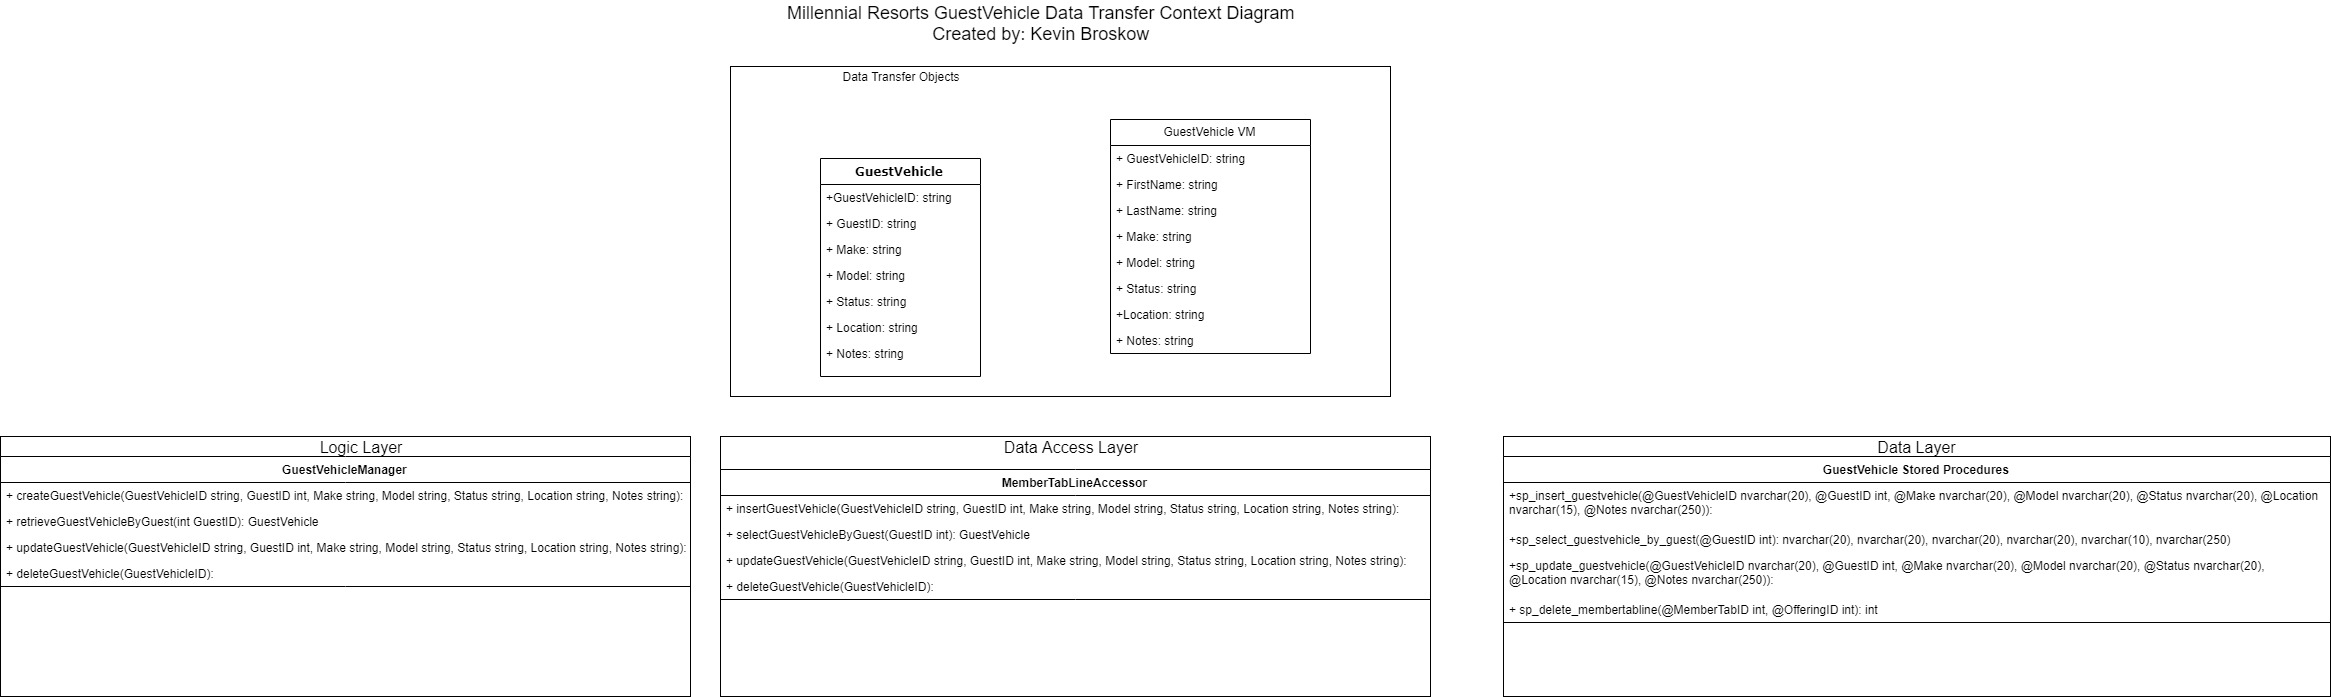 Millennial Resorts GuestVehicle Data Transfer Context Diagram
Created by: Kevin Broskow
Data Transfer Objects
GuestVehicle
+GuestVehicleID: string
+ GuestID: string
+ Make: string
+ Model: string
+ Status: string
+ Location: string
+ Notes: string
GuestVehicle VM
+ GuestVehicleID: string
+ FirstName: string
+ LastName: string
+ Make: string
+ Model: string
+ Status: string
+Location: string
+ Notes: string
Logic Layer
GuestVehicleManager
+ createGuestVehicle(GuestVehicleID string, GuestID int, Make string, Model string, Status string, Location string, Notes string):
+ retrieveGuestVehicleByGuest(int GuestID): GuestVehicle
+ updateGuestVehicle(GuestVehicleID string, GuestID int, Make string, Model string, Status string, Location string, Notes string):
+ deleteGuestVehicle(GuestVehicleID):
Data Access Layer
MemberTabLineAccessor
+ insertGuestVehicle(GuestVehicleID string, GuestID int, Make string, Model string, Status string, Location string, Notes string):
+ selectGuestVehicleByGuest(GuestID int): GuestVehicle
+ updateGuestVehicle(GuestVehicleID string, GuestID int, Make string, Model string, Status string, Location string, Notes string):
+ deleteGuestVehicle(GuestVehicleID):
Data Layer
GuestVehicle Stored Procedures
+sp_insert_guestvehicle(@GuestVehicleID nvarchar(20), @GuestID int, @Make nvarchar(20), @Model nvarchar(20), @Status nvarchar(20), @Location
nvarchar(15), @Notes nvarchar(250)):
+sp_select_guestvehicle_by_guest(@GuestID int): nvarchar(20), nvarchar(20), nvarchar(20), nvarchar(20), nvarchar(10), nvarchar(250)
+sp_update_guestvehicle(@GuestVehicleID nvarchar(20), @GuestID int, @Make nvarchar(20), @Model nvarchar(20), @Status nvarchar(20),
@Location nvarchar(15), @Notes nvarchar(250)):
+ sp_delete_membertabline(@MemberTabID int, @OfferingID int): int